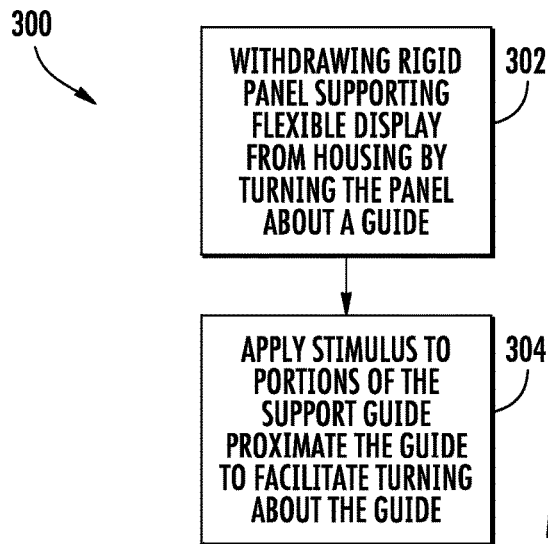 300
WITHDRAWING RIGID
PANEL SUPPORTING
FLEXIBLE DISPLAY
FROM HOUSING BY
TURNING THE PANEL
ABOUT A GUIDE
302
APPLY STIMULUS TO
PORTIONS OF THE
SUPPORT GUIDE
PROXIMATE THE GUIDE
TO FACILITATE TURNING
ABOUT THE GUIDE
304